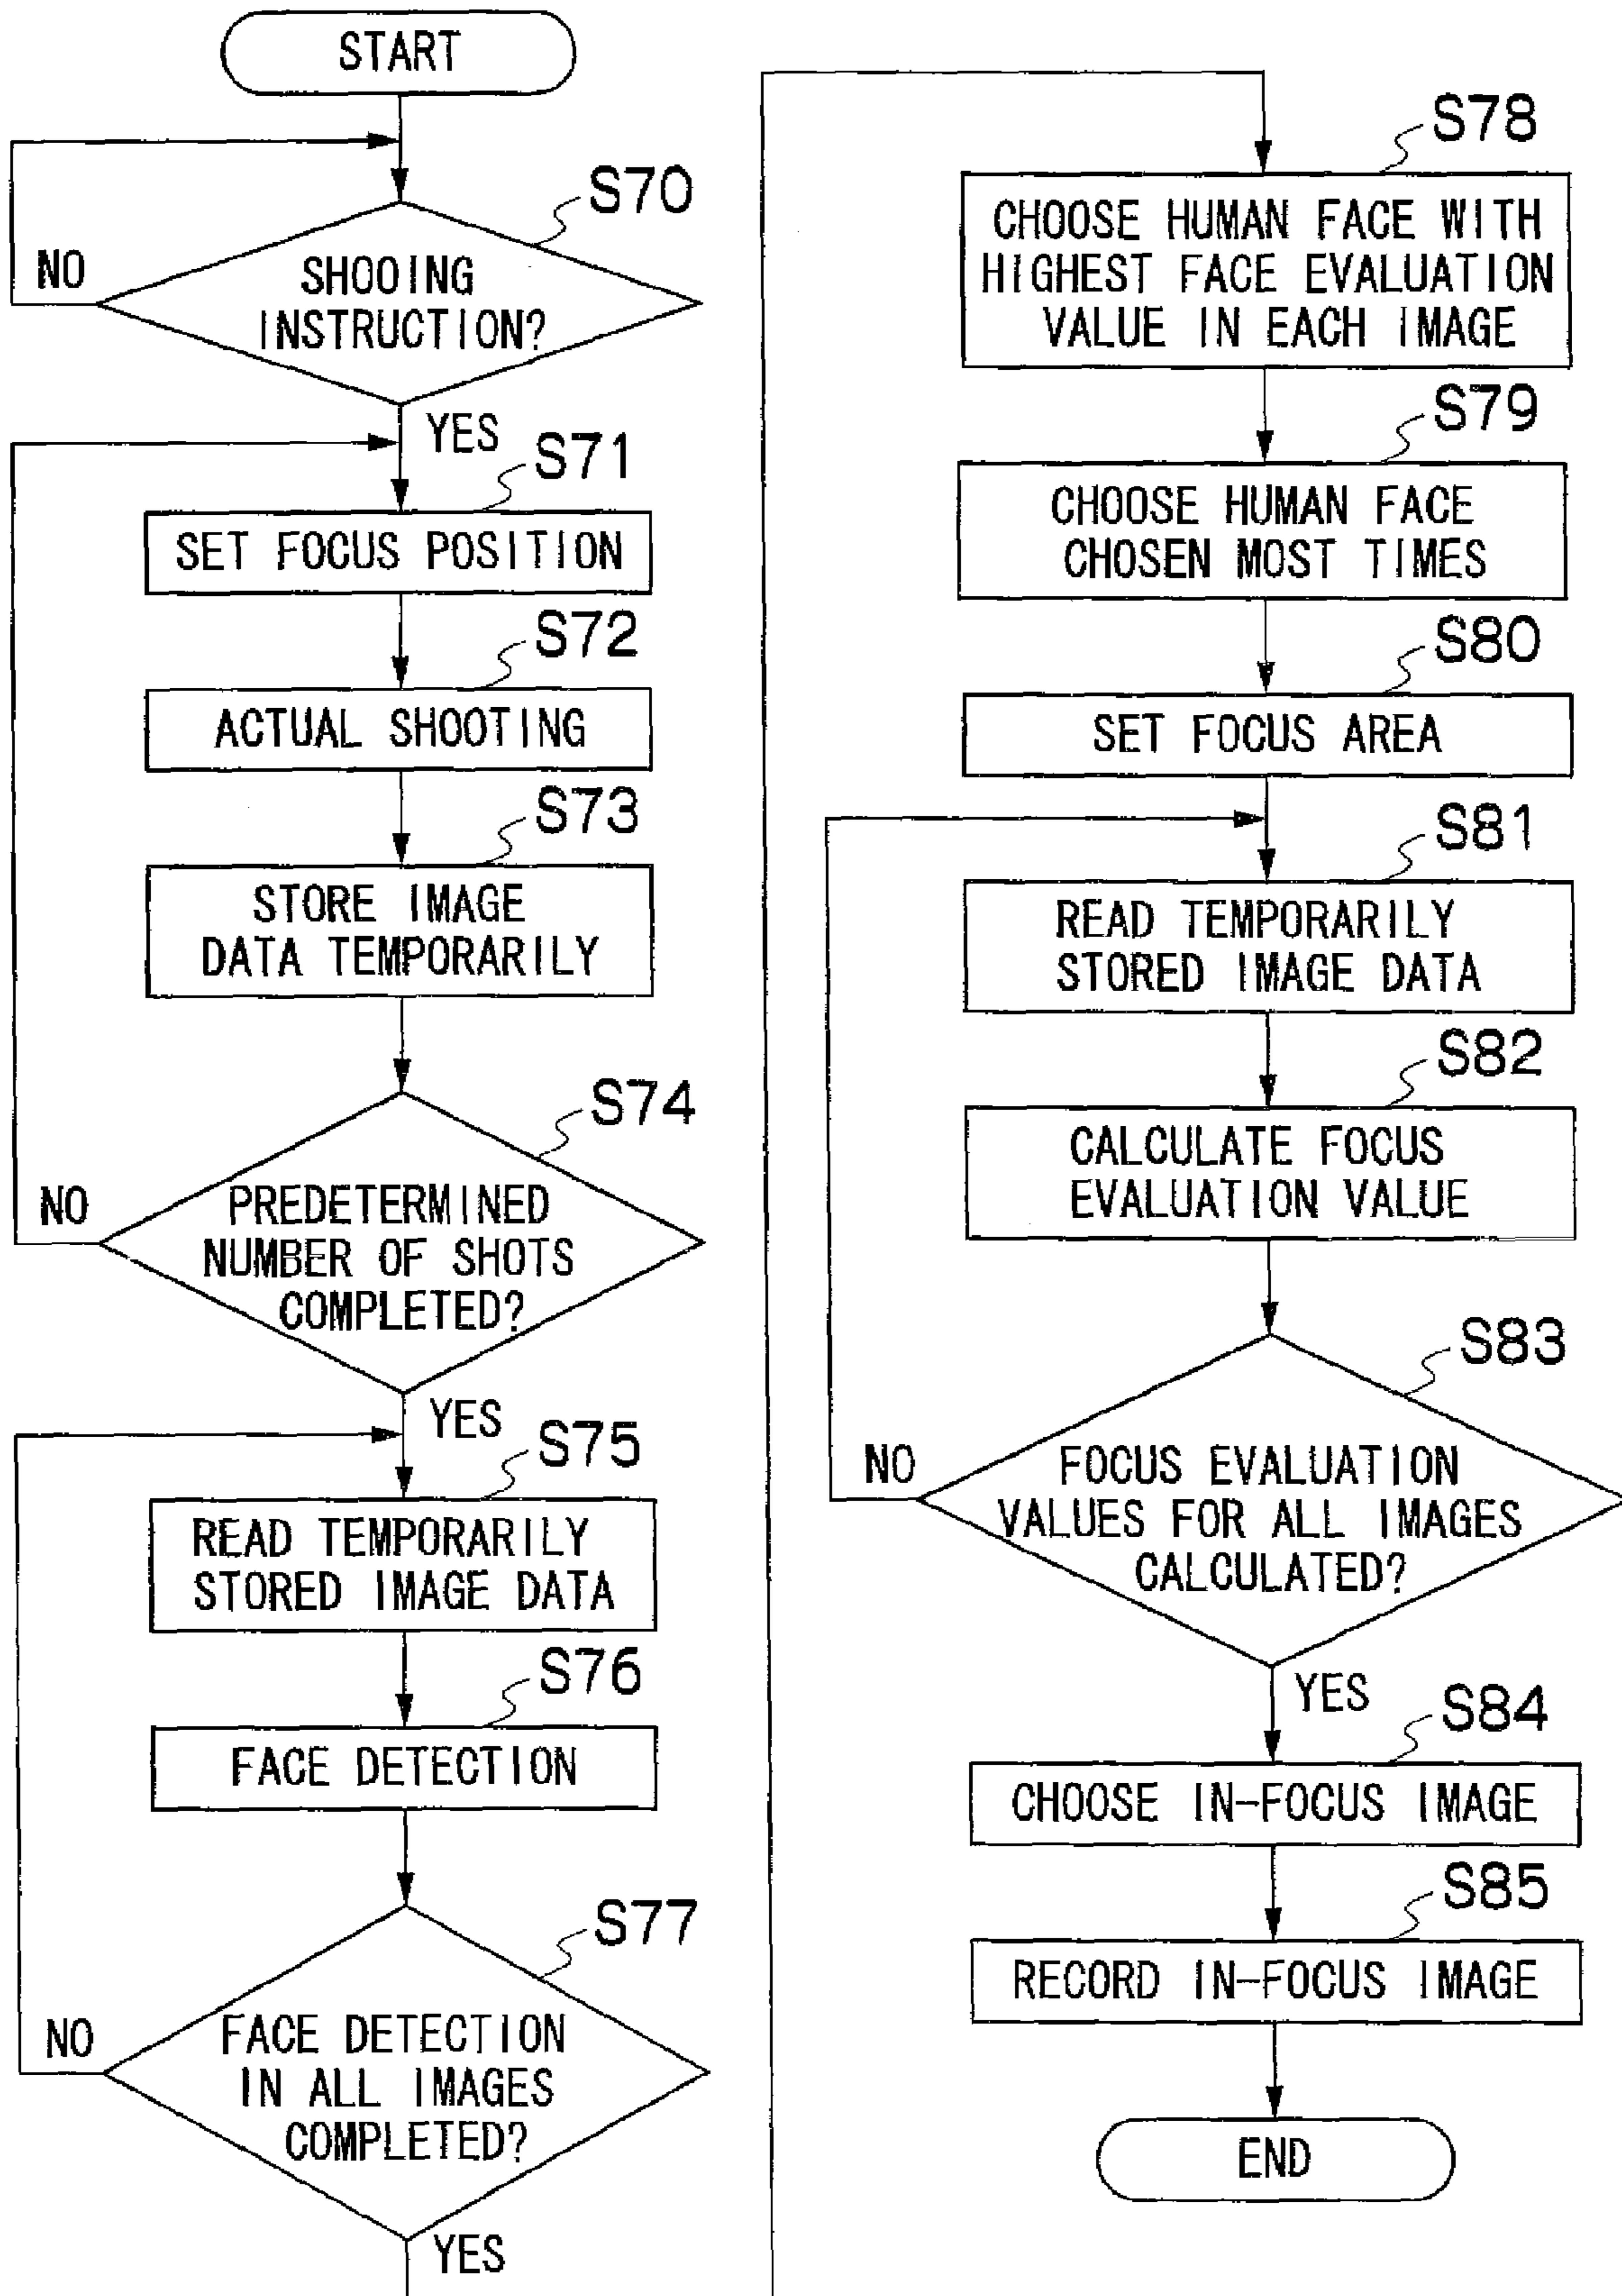 START
S70
NO
SHOOING
INSTRUCTION?
YES
S71
SET FOCUS POSITION
S72
ACTUAL SHOOTING
S73
STORE IMAGE
DATA TEMPORARILY
S74
NO
PREDETERMINED
NUMBER OF SHOTS
COMPLETED?
YES
S75
READ TEMPORARILY
STORED IMAGE DATA
S76
FACE DETECTION
S77
NO
FACE DETECTION
IN ALL IMAGES
COMPLETED?
YES
S78
CHOOSE HUMAN FACE WITH
HIGHEST FACE EVALUATION
VALUE IN EACH IMAGE
S79
CHOOSE HUMAN FACE
CHOSEN MOST TIMES
S80
SET FOCUS AREA
S81
READ TEMPORARILY
STORED IMAGE DATA
S82
CALCULATE FOCUS
EVALUATION VALUE
S83
NO
FOCUS EVALUATION
VALUES FOR ALL IMAGES
CALCULATED?
YES
S84
CHOOSE IN-FOCUS IMAGE
S85
RECORD IN-FOCUS IMAGE
END